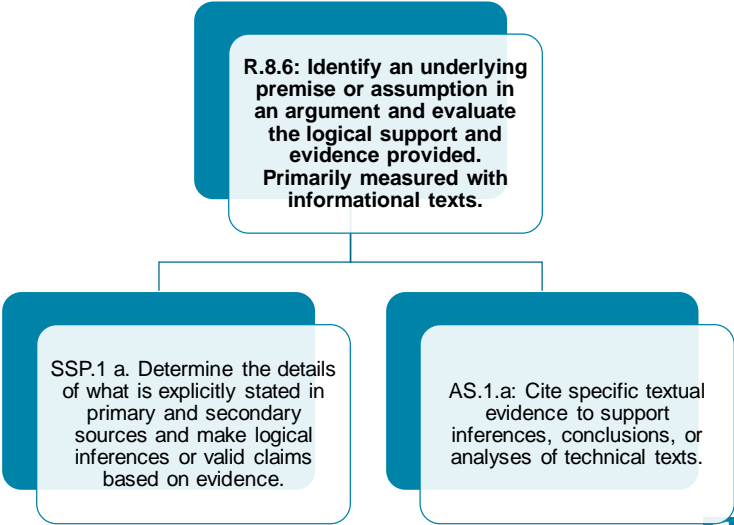 R.8.6: Identify an underlying
premise or assumption in
an argument and evaluate
the logical support and
evidence provided.
Primarily measured with
informational texts.
SSP.1 a. Determine the details
of what is explicitly stated in
primary and secondary
sources and make logical
inferences or valid claims
based on evidence.
AS.1.a: Cite specific textual
evidence to support
inferences, conclusions, or
analyses of technical texts.